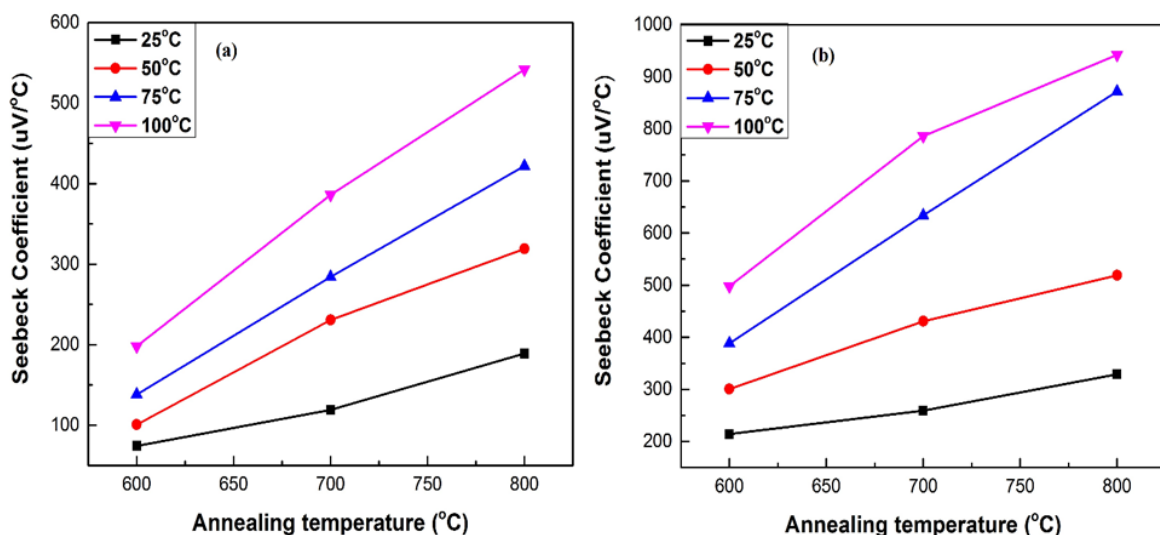 600
500
400
300
200
100
Seebeck Coefficient (uV/°C)
25°C
50°C
75°C
100°C
(a)
600
650
700
750
800
Annealing temperature (°C)
1000
900
800
700
600
500
400
300
200
Seebeck Coefficient (uV/°C)
25°C
50°C
75°C
100°C
(b)
600
650
700
750
800
Annealing temperature (°C)